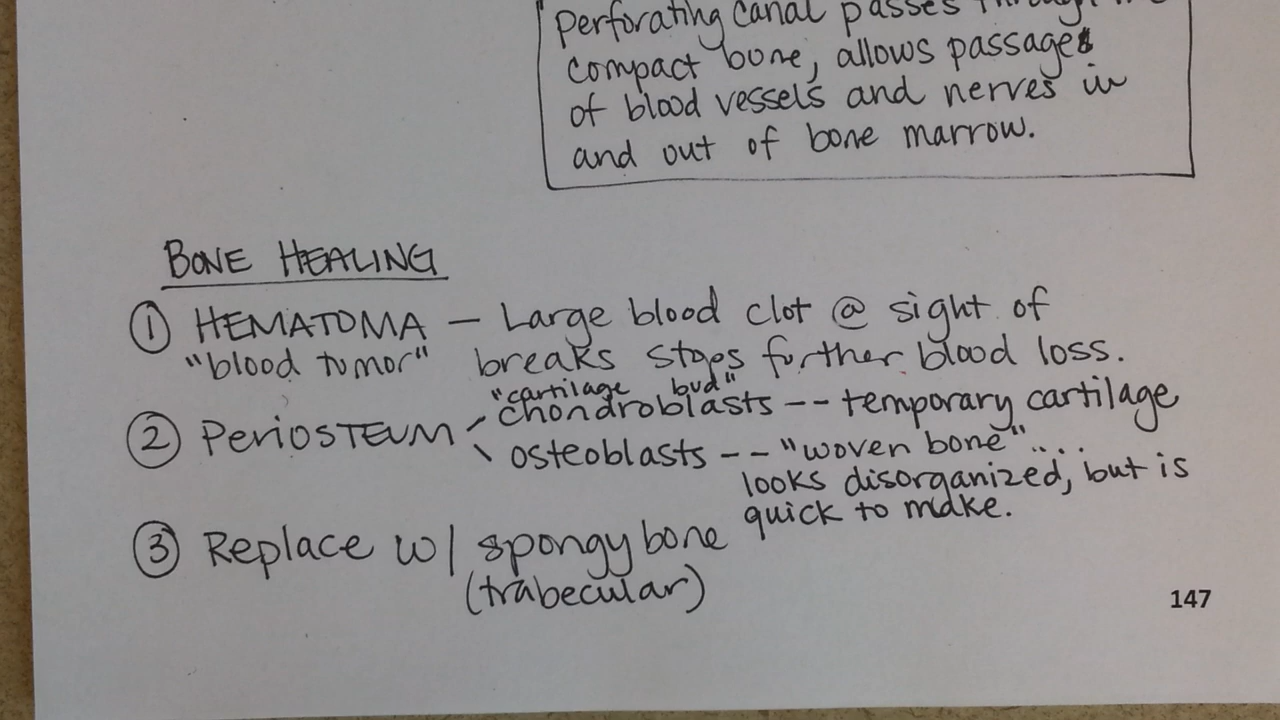 perforating canal passes through
compact bone, allows passage
of blood vessels and nerves in
and out of bone marrow.
BONE HEALING
① HEMATOMA — Large blood clot @ sight of
"blood tumor" breaks stops further blood loss.
"cartilage bud"
② PERIOSTEUM chondroblasts -- temporary cartilage
osteoblasts -- "woven bone"....
looks disorganized, but is
quick to make.
③ Replace w/ spongy bone
(trabecular)
147